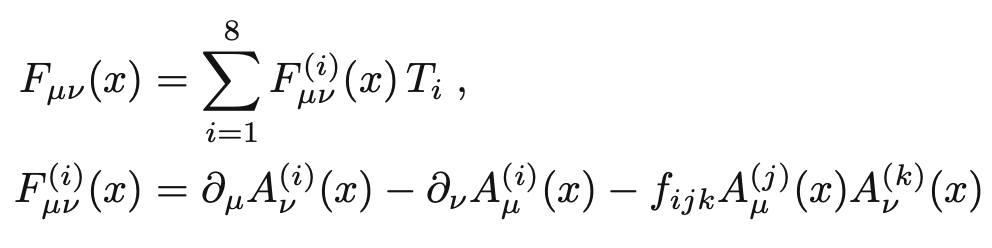 F_{\mu\nu}(x) = \sum_{i=1}^{8} F_{\mu\nu}^{(i)}(x) T_i ,
F_{\mu\nu}^{(i)}(x) = \partial_\mu A_\nu^{(i)}(x) - \partial_\nu A_\mu^{(i)}(x) - f_{ijk} A_\mu^{(j)}(x) A_\nu^{(k)}(x)